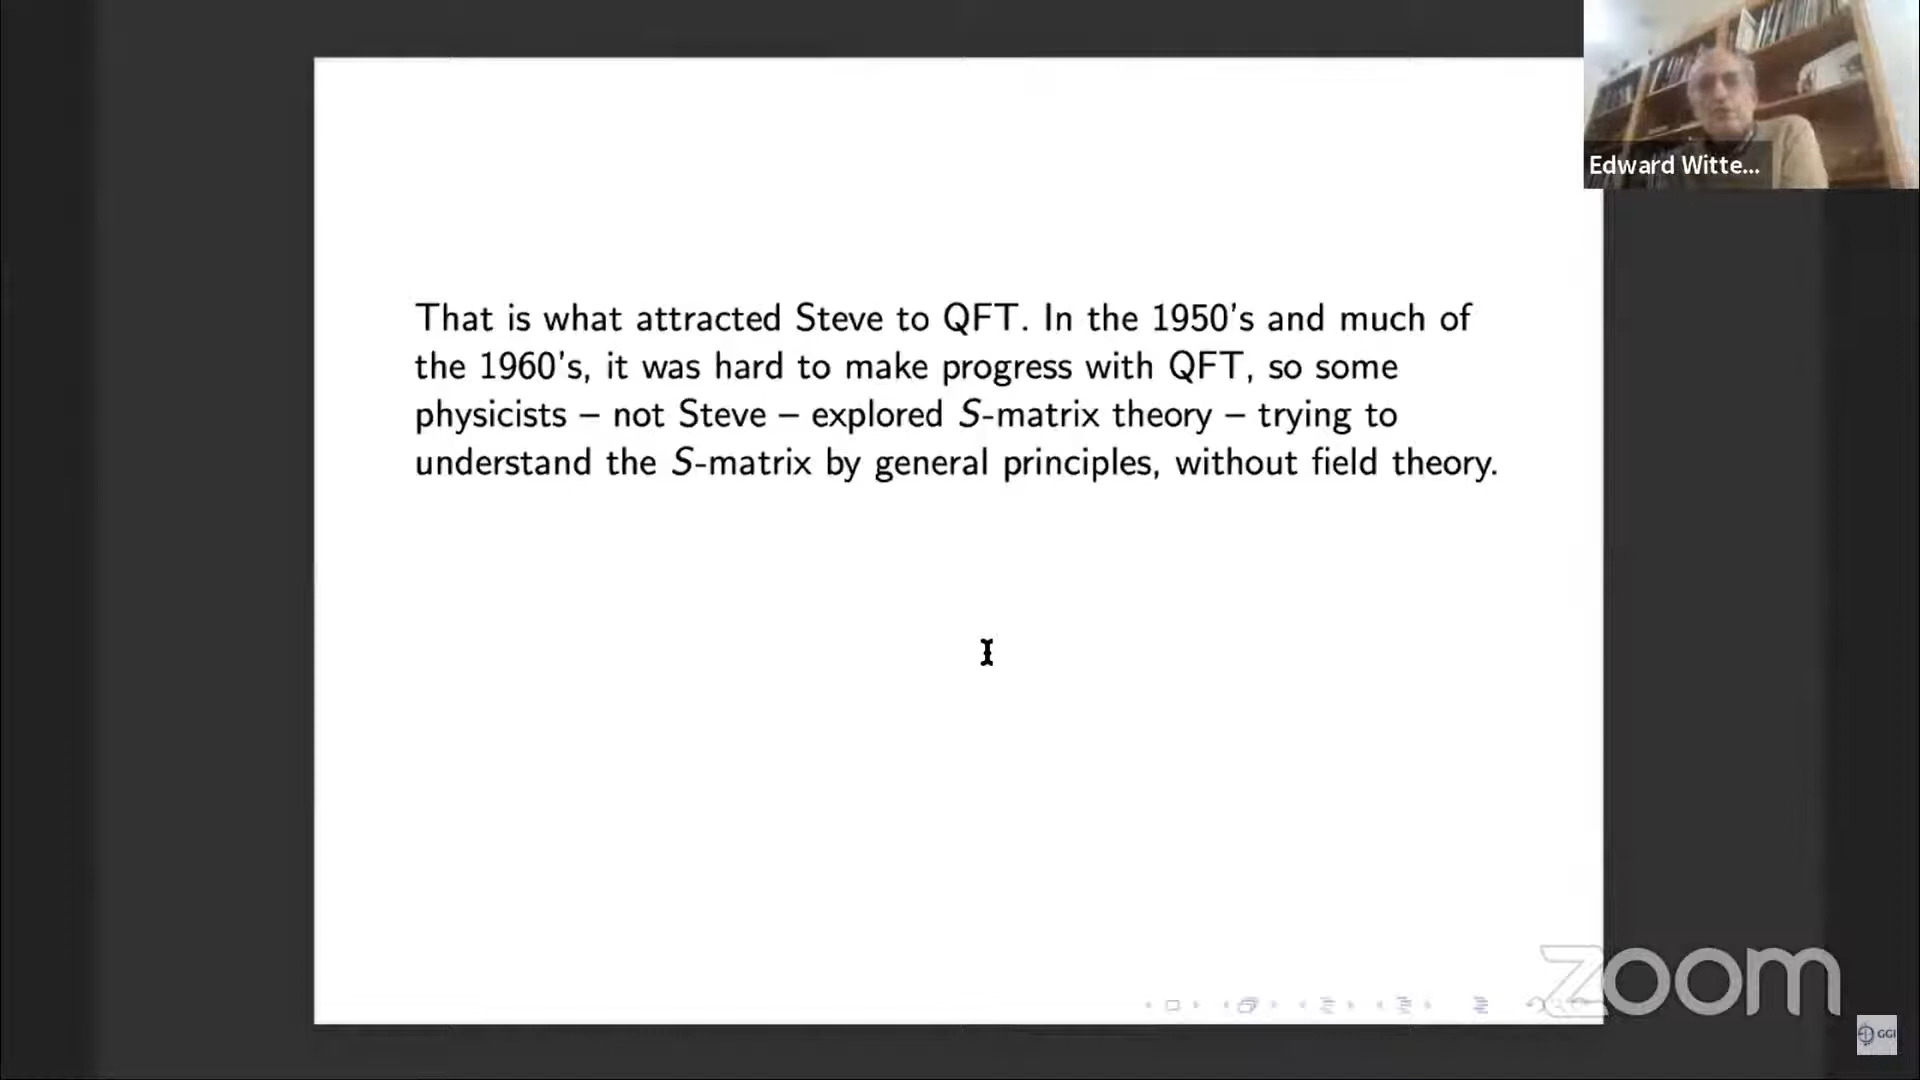 Edward Witte...
That is what attracted Steve to QFT. In the 1950's and much of
the 1960's, it was hard to make progress with QFT, so some
physicists – not Steve – explored S-matrix theory – trying to
understand the S-matrix by general principles, without field theory.
zoom
GGI